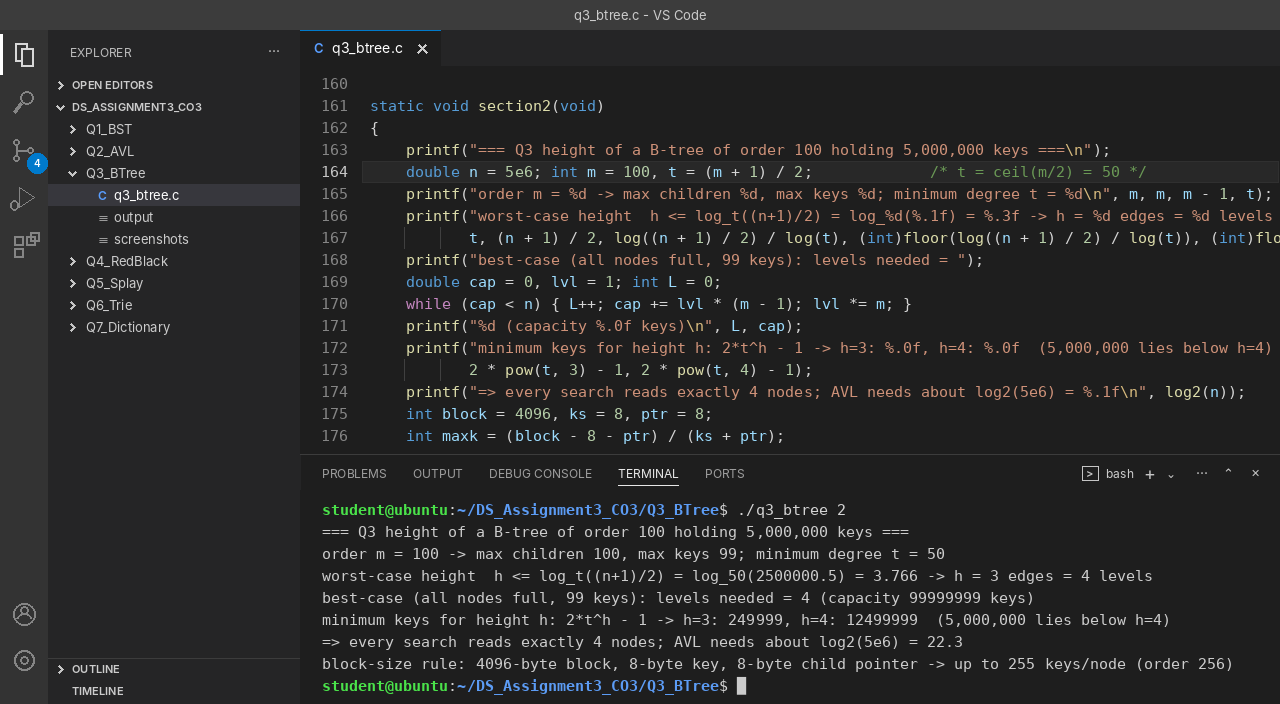 q3_btree.c - VS Code
EXPLORER
OPEN EDITORS
DS_ASSIGNMENT3_CO3
Q1_BST
Q2_AVL
4
Q3_BTree
C q3_btree.c
output
screenshots
Q4_RedBlack
Q5_Splay
Q6_Trie
Q7_Dictionary
OUTLINE
TIMELINE
C q3_btree.c
160
161 static void section2(void)
162 {
163     printf("=== Q3 height of a B-tree of order 100 holding 5,000,000 keys ===\n");
164     double n = 5e6; int m = 100, t = (m + 1) / 2;             /* t = ceil(m/2) = 50 */
165     printf("order m = %d -> max children %d, max keys %d; minimum degree t = %d\n", m, m, m - 1, t);
166     printf("worst-case height  h <= log_t((n+1)/2) = log_%d(%.1f) = %.3f -> h = %d edges = %d levels
167            t, (n + 1) / 2, log((n + 1) / 2) / log(t), (int)floor(log((n + 1) / 2) / log(t)), (int)flo
168     printf("best-case (all nodes full, 99 keys): levels needed = ");
169     double cap = 0, lvl = 1; int L = 0;
170     while (cap < n) { L++; cap += lvl * (m - 1); lvl *= m; }
171     printf("%d (capacity %.0f keys)\n", L, cap);
172     printf("minimum keys for height h: 2*t^h - 1 -> h=3: %.0f, h=4: %.0f  (5,000,000 lies below h=4)
173            2 * pow(t, 3) - 1, 2 * pow(t, 4) - 1);
174     printf("=> every search reads exactly 4 nodes; AVL needs about log2(5e6) = %.1f\n", log2(n));
175     int block = 4096, ks = 8, ptr = 8;
176     int maxk = (block - 8 - ptr) / (ks + ptr);
PROBLEMS OUTPUT DEBUG CONSOLE TERMINAL PORTS bash
student@ubuntu:~/DS_Assignment3_CO3/Q3_BTree$ ./q3_btree 2
=== Q3 height of a B-tree of order 100 holding 5,000,000 keys ===
order m = 100 -> max children 100, max keys 99; minimum degree t = 50
worst-case height  h <= log_t((n+1)/2) = log_50(2500000.5) = 3.766 -> h = 3 edges = 4 levels
best-case (all nodes full, 99 keys): levels needed = 4 (capacity 99999999 keys)
minimum keys for height h: 2*t^h - 1 -> h=3: 249999, h=4: 12499999  (5,000,000 lies below h=4)
=> every search reads exactly 4 nodes; AVL needs about log2(5e6) = 22.3
block-size rule: 4096-byte block, 8-byte key, 8-byte child pointer -> up to 255 keys/node (order 256)
student@ubuntu:~/DS_Assignment3_CO3/Q3_BTree$